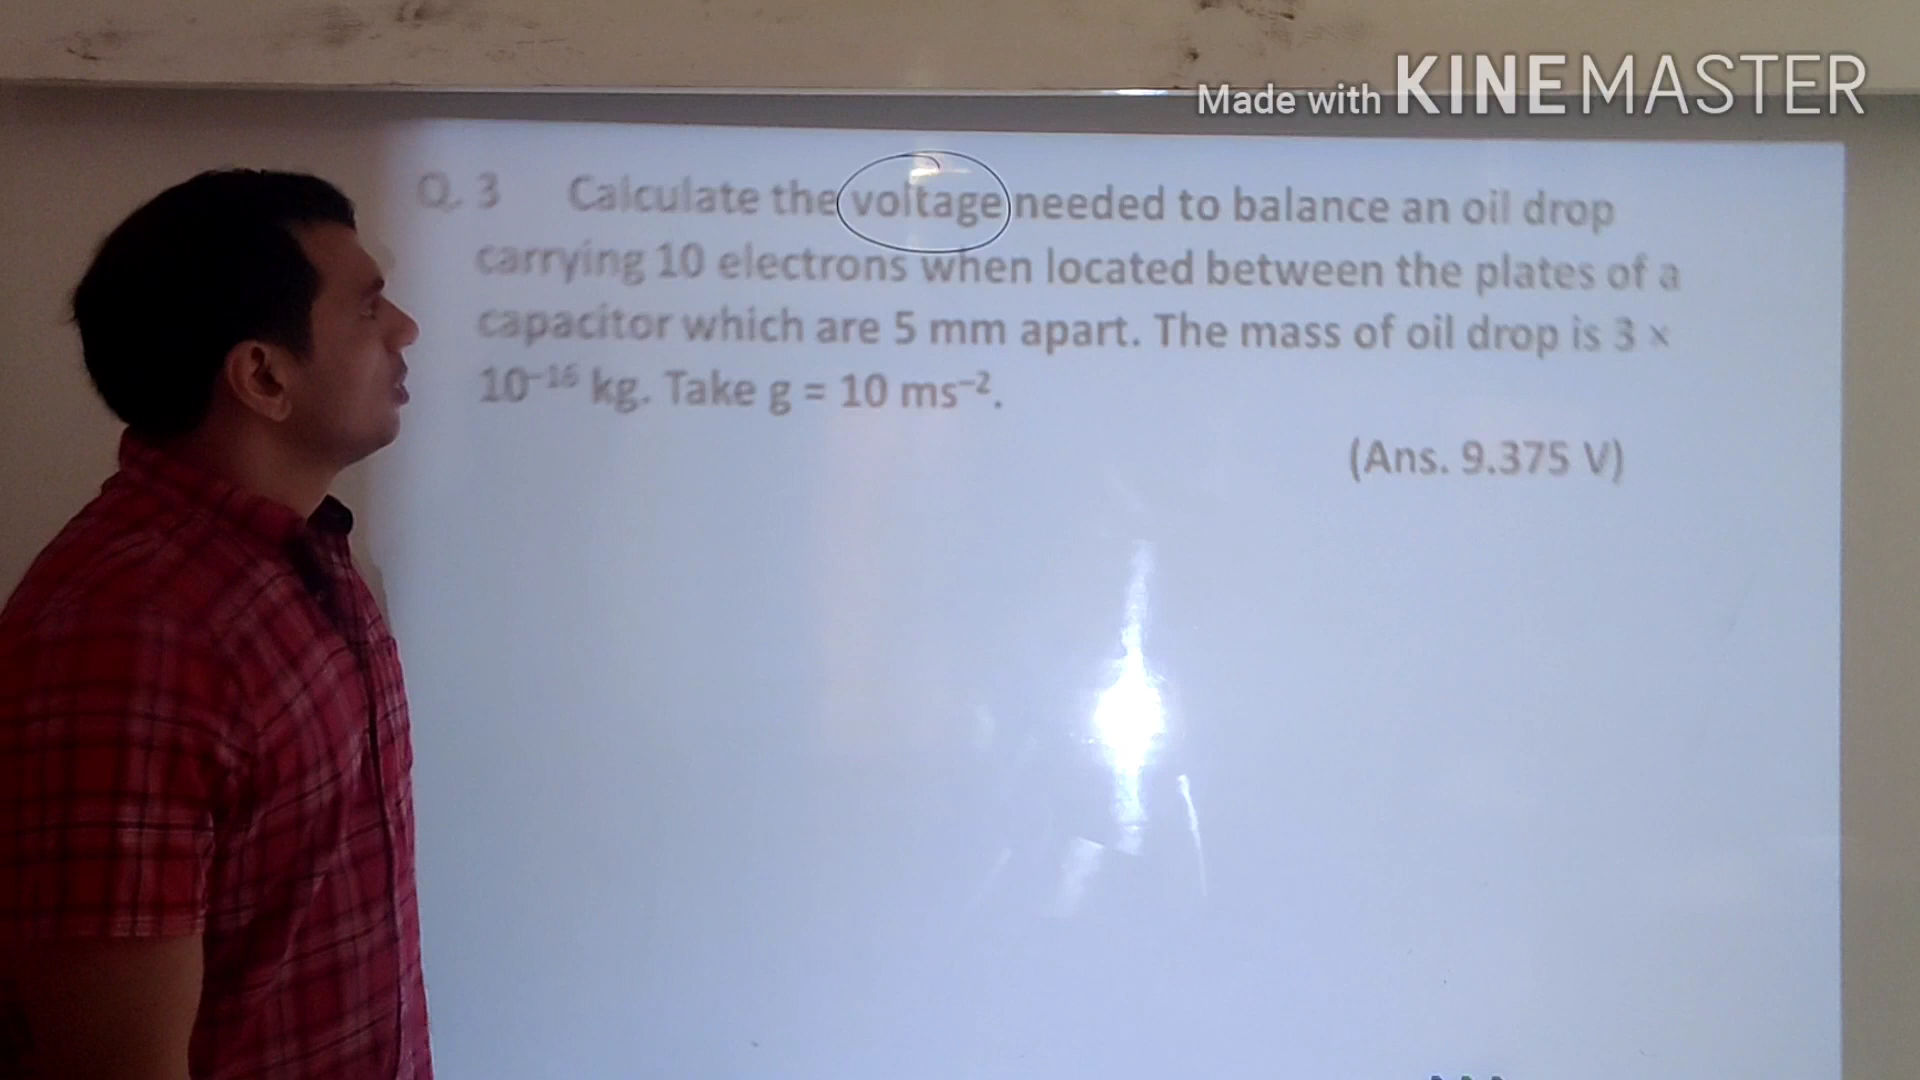 Made with KINEMASTER
Q. 3 Calculate the voltage needed to balance an oil drop
carrying 10 electrons when located between the plates of a
capacitor which are 5 mm apart. The mass of oil drop is 3 ×
10⁻¹⁶ kg. Take g = 10 ms⁻².
(Ans. 9.375 V)